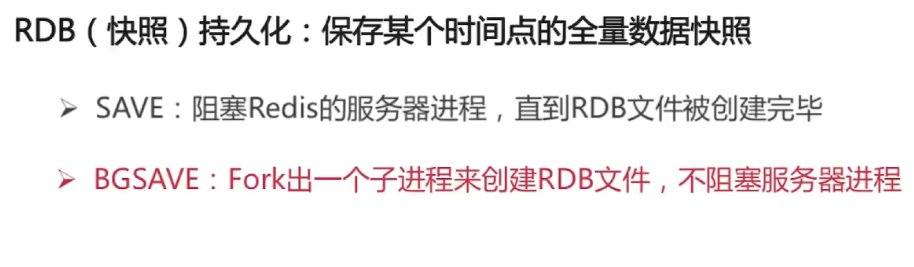 RDB（快照）持久化：保存某个时间点的全量数据快照
➢ SAVE：阻塞Redis的服务器进程，直到RDB文件被创建完毕
➢ BGSAVE：Fork出一个子进程来创建RDB文件，不阻塞服务器进程